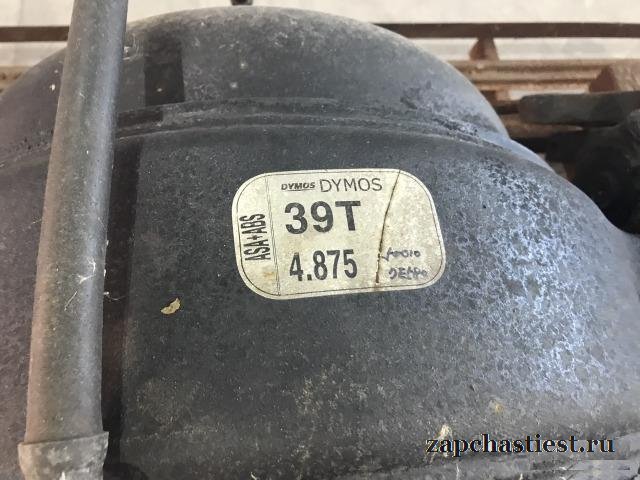 DYMOS DYMOS
ASA+ABS
39T
4.875
zapchastiest.ru